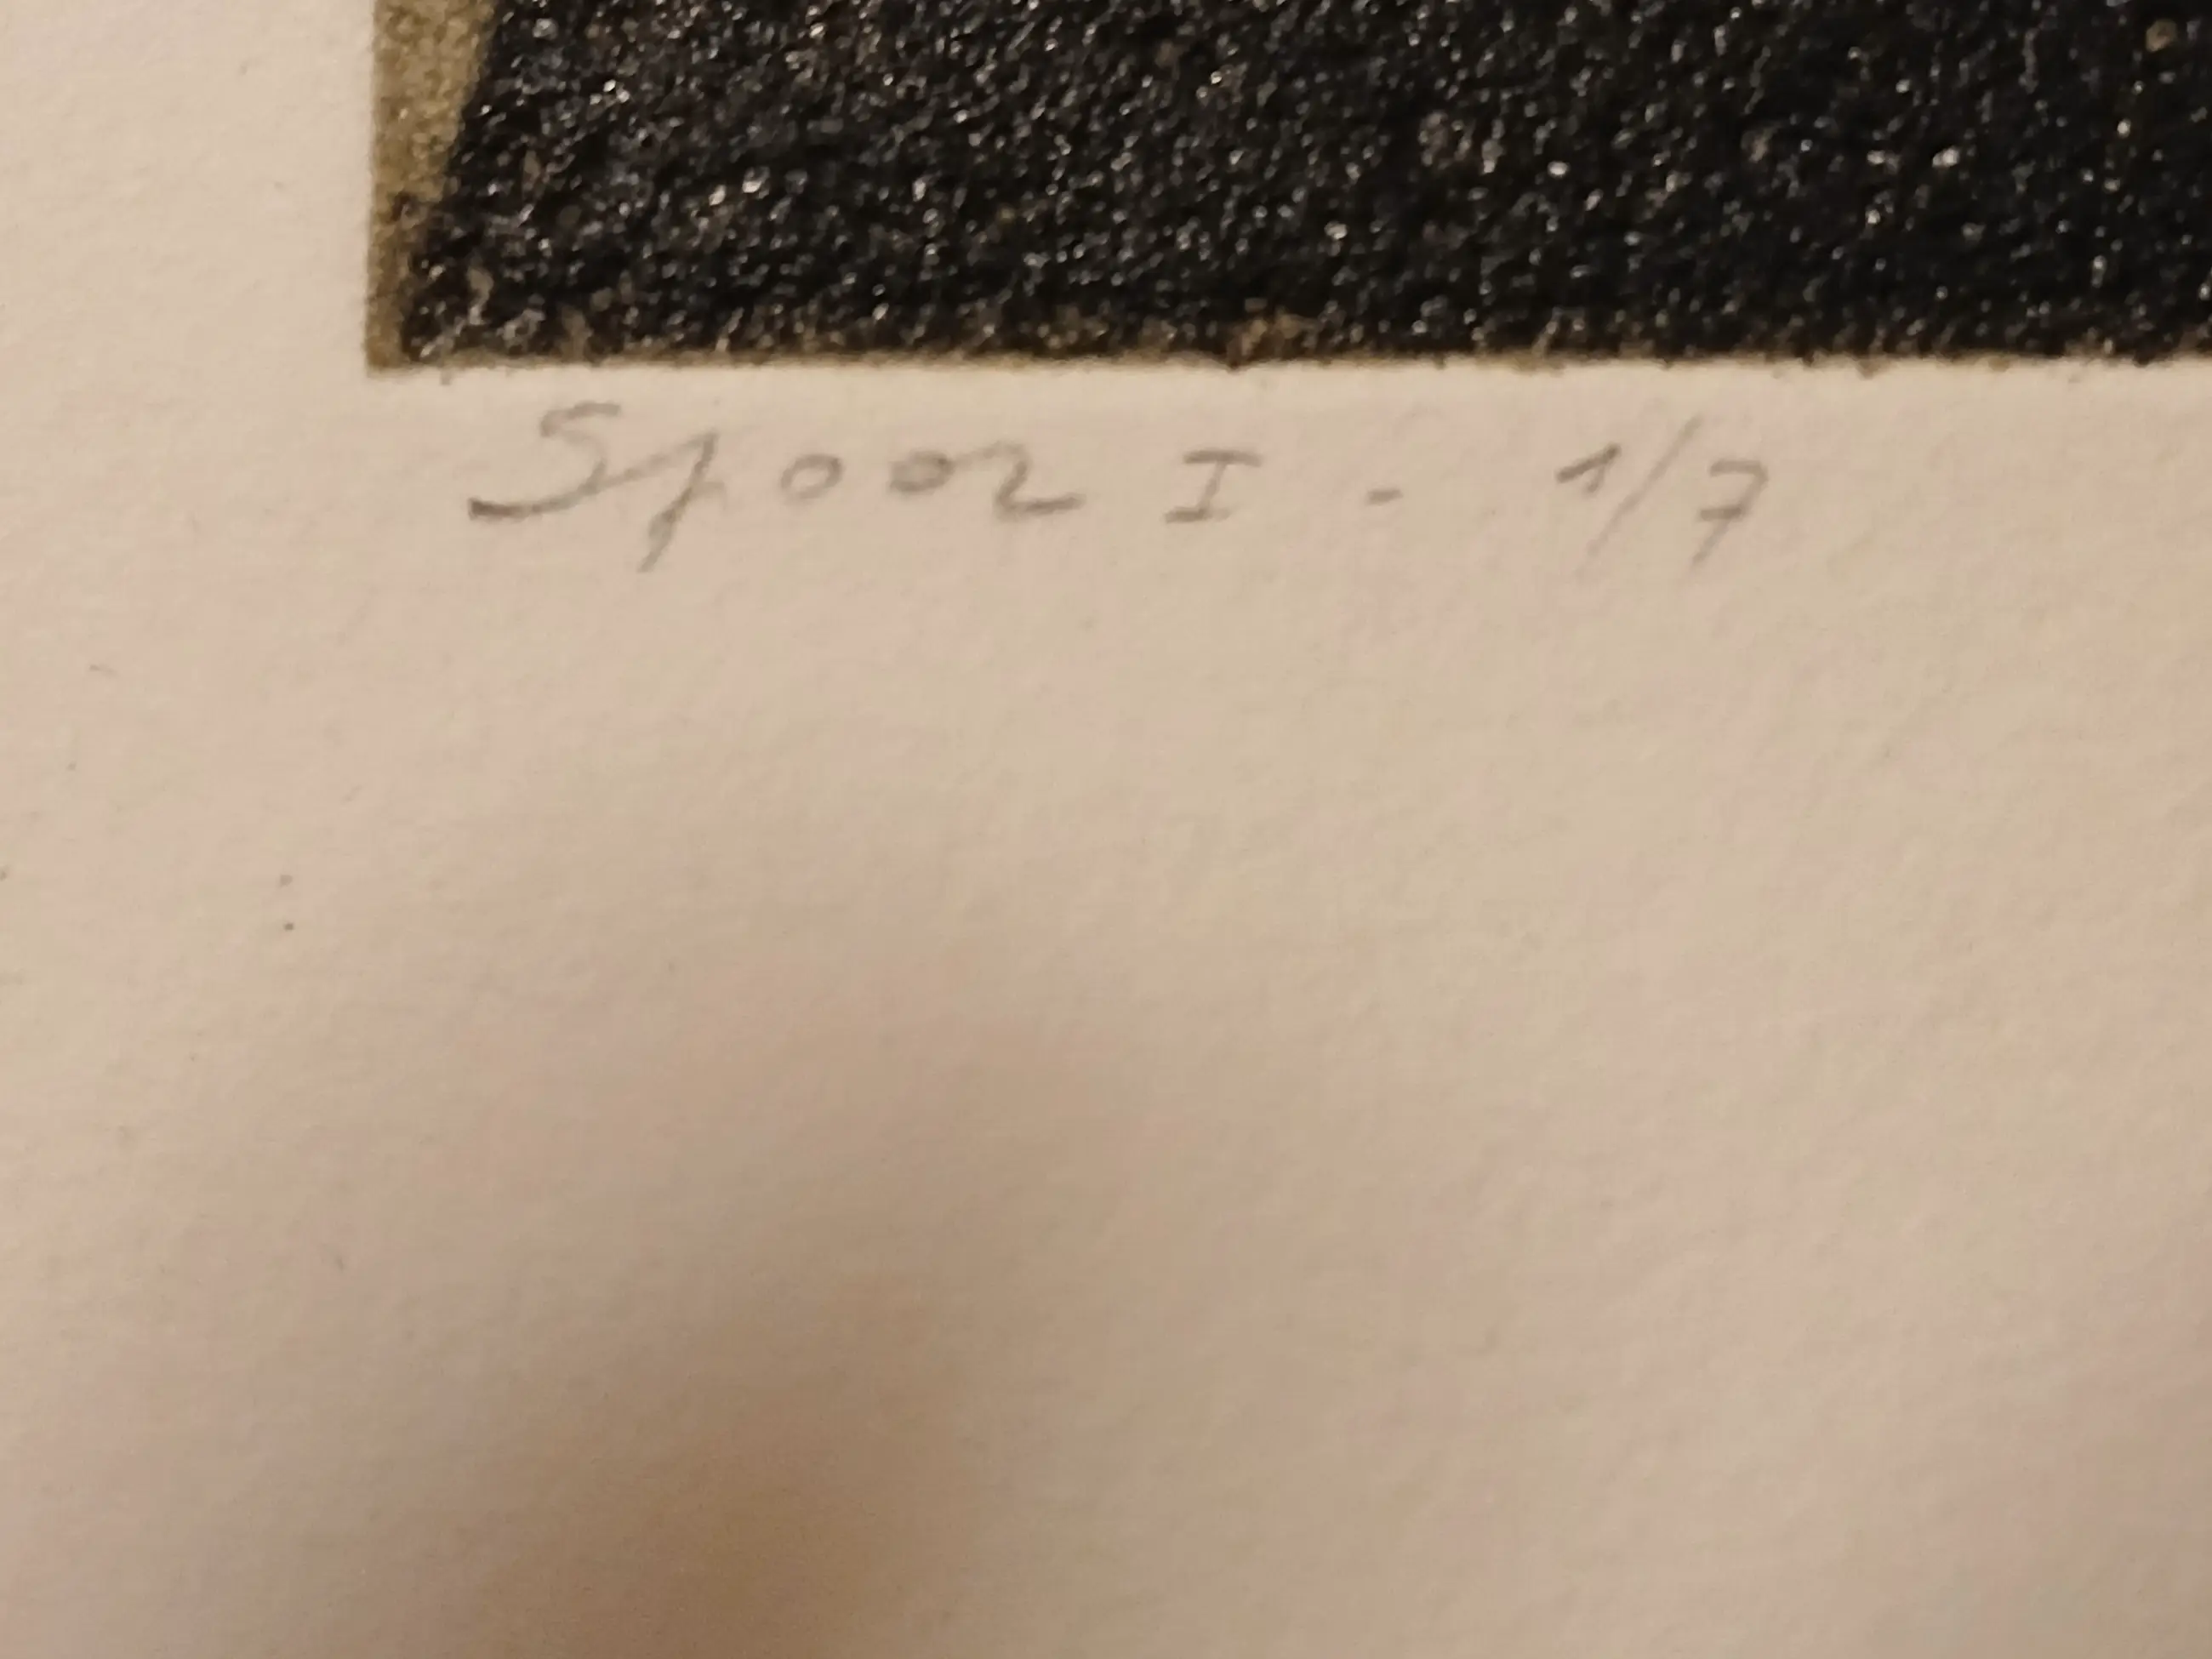 Spoor I - 1/7